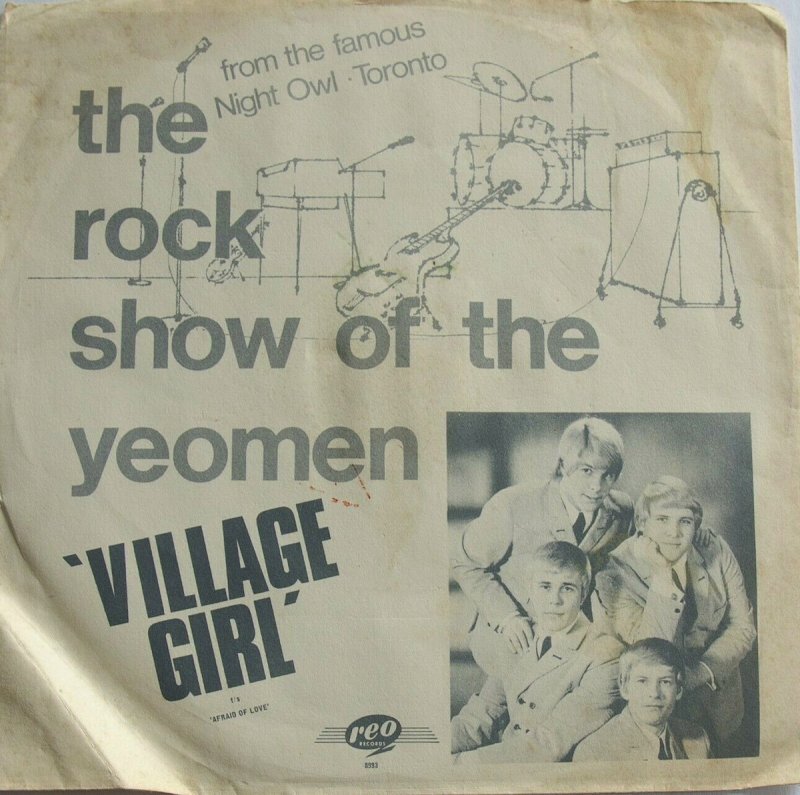 from the famous
Night Owl · Toronto
the
rock
show of the
yeomen
'VILLAGE
GIRL'
f/s
'AFRAID OF LOVE'
reo
RECORDS
8993